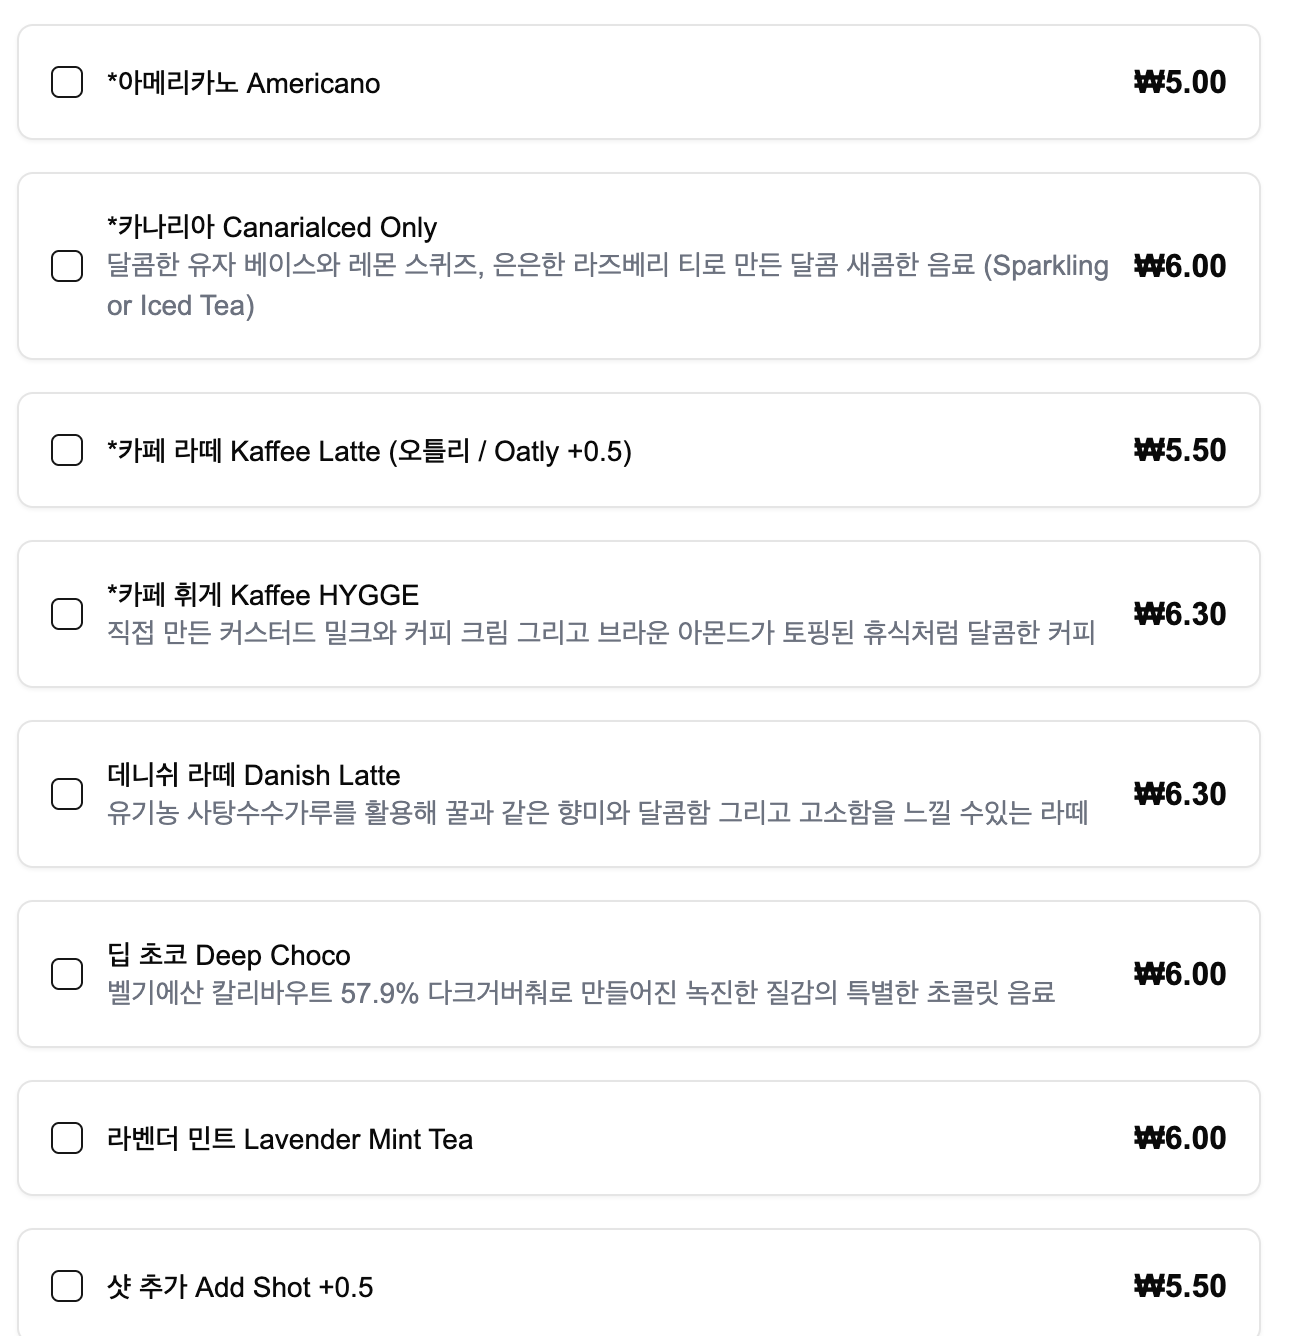 *아메리카노 Americano ₩5.00
*카나리아 CanariaIced Only
달콤한 유자 베이스와 레몬 스퀴즈, 은은한 라즈베리 티로 만든 달콤 새콤한 음료 (Sparkling
or Iced Tea)
₩6.00
*카페 라떼 Kaffee Latte (오틀리 / Oatly +0.5) ₩5.50
*카페 휘게 Kaffee HYGGE
직접 만든 커스터드 밀크와 커피 크림 그리고 브라운 아몬드가 토핑된 휴식처럼 달콤한 커피
₩6.30
데니쉬 라떼 Danish Latte
유기농 사탕수수가루를 활용해 꿀과 같은 향미와 달콤함 그리고 고소함을 느낄 수있는 라떼
₩6.30
딥 초코 Deep Choco
벨기에산 칼리바우트 57.9% 다크거버춰로 만들어진 녹진한 질감의 특별한 초콜릿 음료
₩6.00
라벤더 민트 Lavender Mint Tea ₩6.00
샷 추가 Add Shot +0.5 ₩5.50